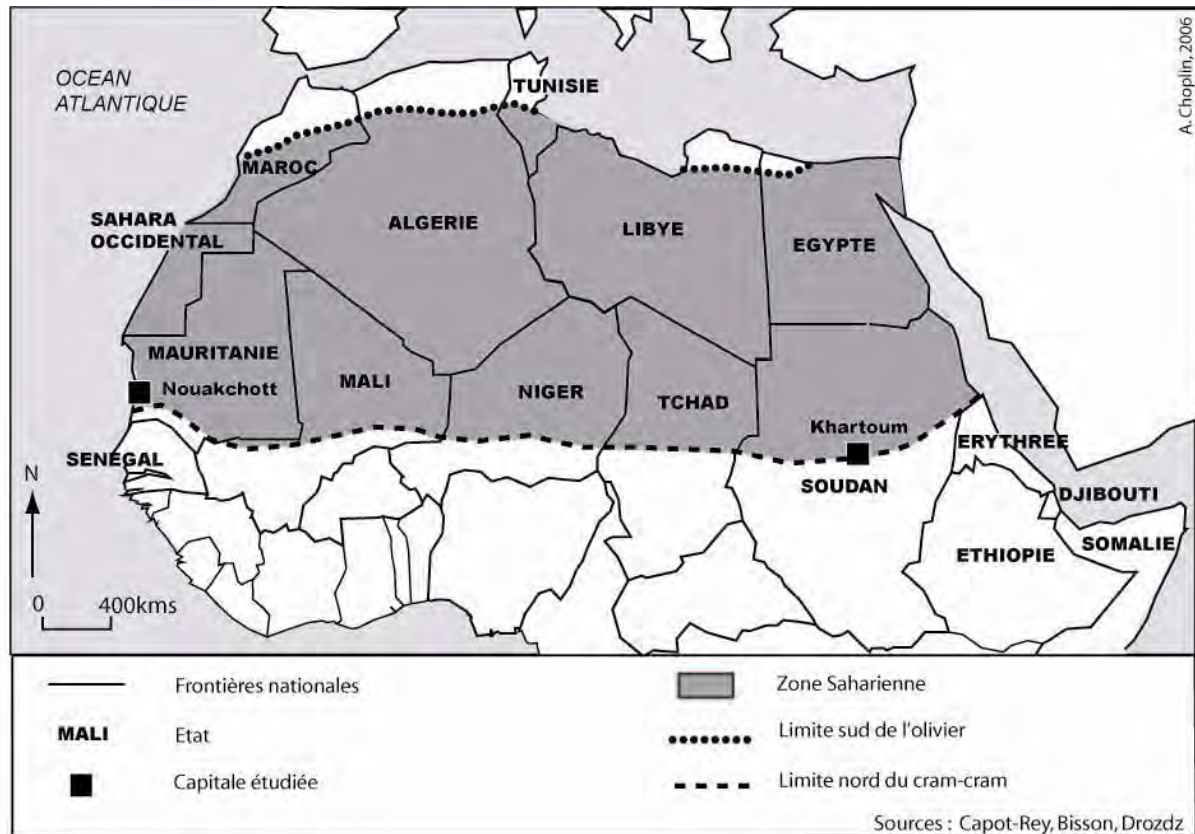 A. Choplin, 2006
OCEAN
ATLANTIQUE
TUNISIE
MAROC
SAHARA
OCCIDENTAL
ALGERIE
LIBYE
EGYPTE
MAURITANIE
Nouakchott
MALI
NIGER
TCHAD
Khartoum
SENEGAL
ERYTHREE
SOUDAN
DJIBOUTI
ETHIOPIE
SOMALIE
N
0 400kms
Frontières nationales
MALI Etat
Capitale étudiée
Zone Saharienne
Limite sud de l'olivier
Limite nord du cram-cram
Sources : Capot-Rey, Bisson, Drozdz